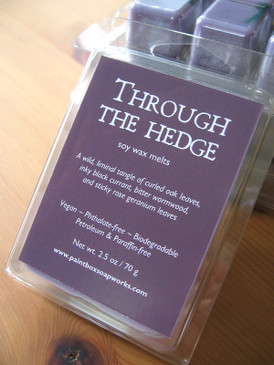 THROUGH
THE HEDGE
soy wax melts
A wild, liminal tangle of curled oak leaves,
inky black currant, bitter wormwood,
and sticky rose geranium leaves
Vegan ~ Phthalate-free ~ Biodegradable
Petroleum & Paraffin-free
Net wt. 2.5 oz / 70 g
www.paintboxsoapworks.com